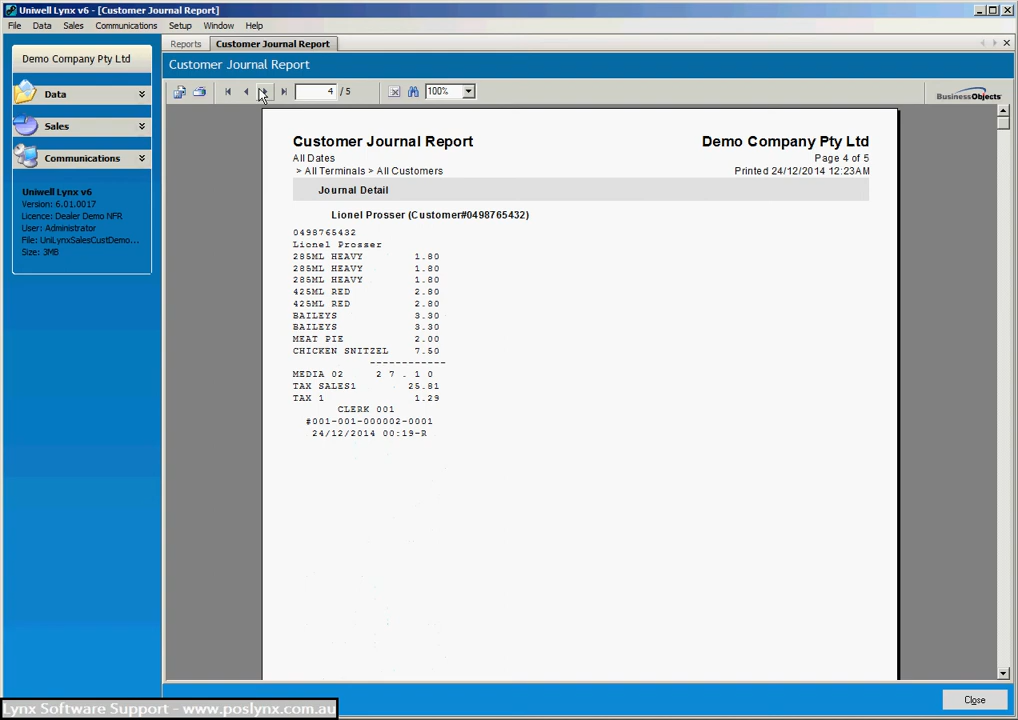 Uniwell Lynx v6 - [Customer Journal Report]
File Data Sales Communications Setup Window Help
Demo Company Pty Ltd
Data
Sales
Communications
Uniwell Lynx v6
Version: 6.01.0017
Licence: Dealer Demo NFR
User: Administrator
File: UniLynxSalesCustDemo...
Size: 3MB
Reports Customer Journal Report
Customer Journal Report
4 / 5 100%
BusinessObjects
Customer Journal Report Demo Company Pty Ltd
All Dates Page 4 of 5
> All Terminals > All Customers Printed 24/12/2014 12:23AM
Journal Detail
Lionel Prosser (Customer#0498765432)
0498765432
Lionel Prosser
285ML HEAVY 1.80
285ML HEAVY 1.80
285ML HEAVY 1.80
425ML RED 2.80
425ML RED 2.80
BAILEYS 3.30
BAILEYS 3.30
MEAT PIE 2.00
CHICKEN SNITZEL 7.50
------------
MEDIA 02 2 7 . 1 0
TAX SALES1 25.81
TAX 1 1.29
CLERK 001
#001-001-000002-0001
24/12/2014 00:19-R
Close
Lynx Software Support - www.poslynx.com.au